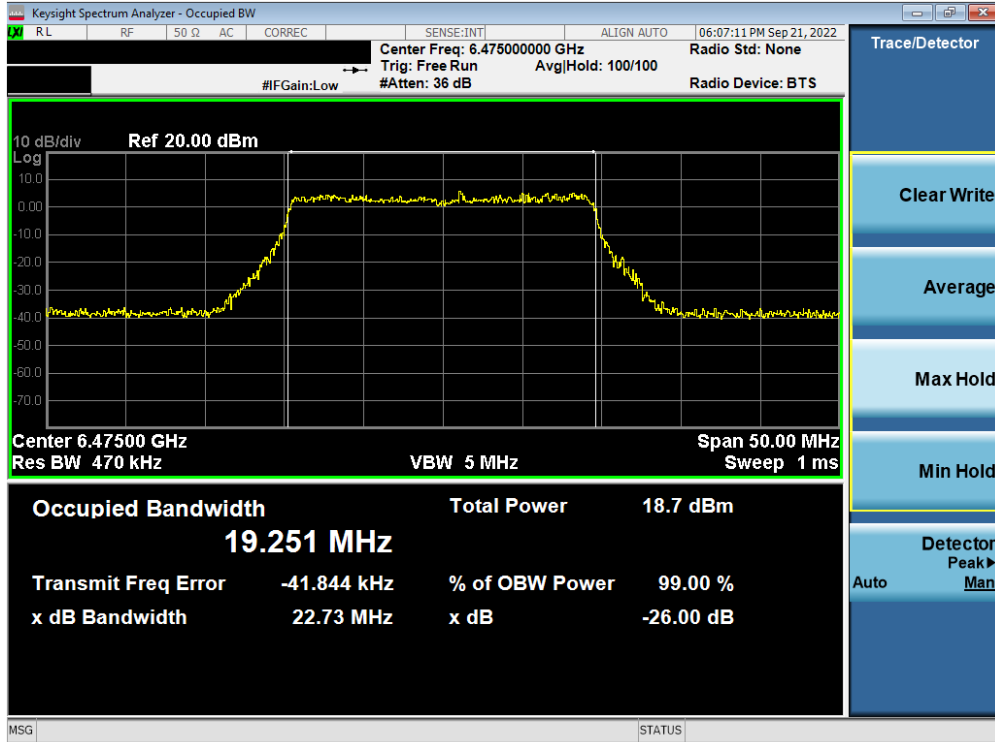 Keysight Spectrum Analyzer - Occupied BW
LXI RL RF 50 Ω AC CORREC SENSE:INT ALIGN AUTO 06:07:11 PM Sep 21, 2022
Center Freq: 6.475000000 GHz Radio Std: None
Trig: Free Run Avg|Hold: 100/100
#IFGain:Low #Atten: 36 dB Radio Device: BTS
Trace/Detector
10 dB/div Ref 20.00 dBm
Log
10.0
0.00
-10.0
-20.0
-30.0
-40.0
-50.0
-60.0
-70.0
Center 6.47500 GHz Span 50.00 MHz
Res BW 470 kHz VBW 5 MHz Sweep 1 ms
Occupied Bandwidth Total Power 18.7 dBm
19.251 MHz
Transmit Freq Error -41.844 kHz % of OBW Power 99.00 %
x dB Bandwidth 22.73 MHz x dB -26.00 dB
Clear Write
Average
Max Hold
Min Hold
Detector
Peak▶
Auto Man
MSG STATUS